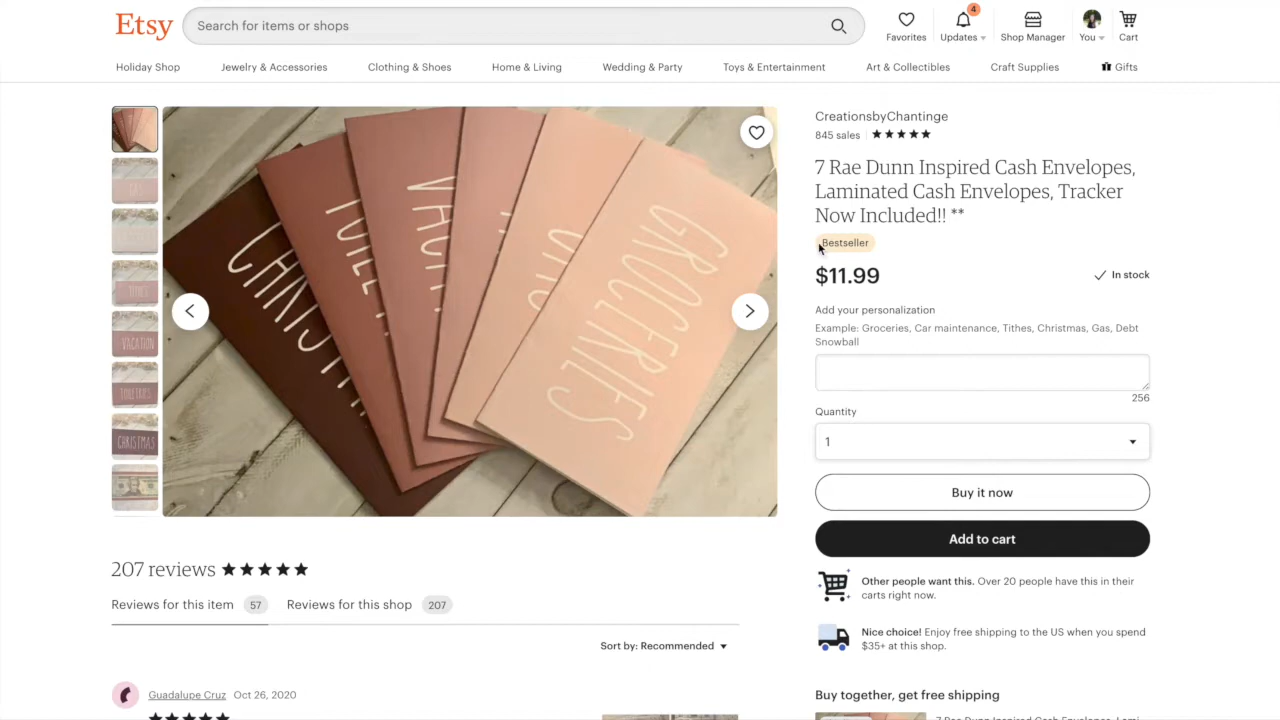 Etsy
Search for items or shops
4
Favorites
Updates
Shop Manager
You
Cart
Holiday Shop
Jewelry & Accessories
Clothing & Shoes
Home & Living
Wedding & Party
Toys & Entertainment
Art & Collectibles
Craft Supplies
Gifts
GAS
TITHES
VACATION
TOILETRIES
CHRISTMAS
GROCERIES
CreationsbyChantinge
845 sales
7 Rae Dunn Inspired Cash Envelopes,
Laminated Cash Envelopes, Tracker
Now Included!! **
Bestseller
$11.99
In stock
Add your personalization
Example: Groceries, Car maintenance, Tithes, Christmas, Gas, Debt
Snowball
256
Quantity
1
Buy it now
Add to cart
Other people want this. Over 20 people have this in their
carts right now.
Nice choice! Enjoy free shipping to the US when you spend
$35+ at this shop.
Buy together, get free shipping
207 reviews
Reviews for this item 57
Reviews for this shop 207
Sort by: Recommended
Guadalupe Cruz Oct 26, 2020